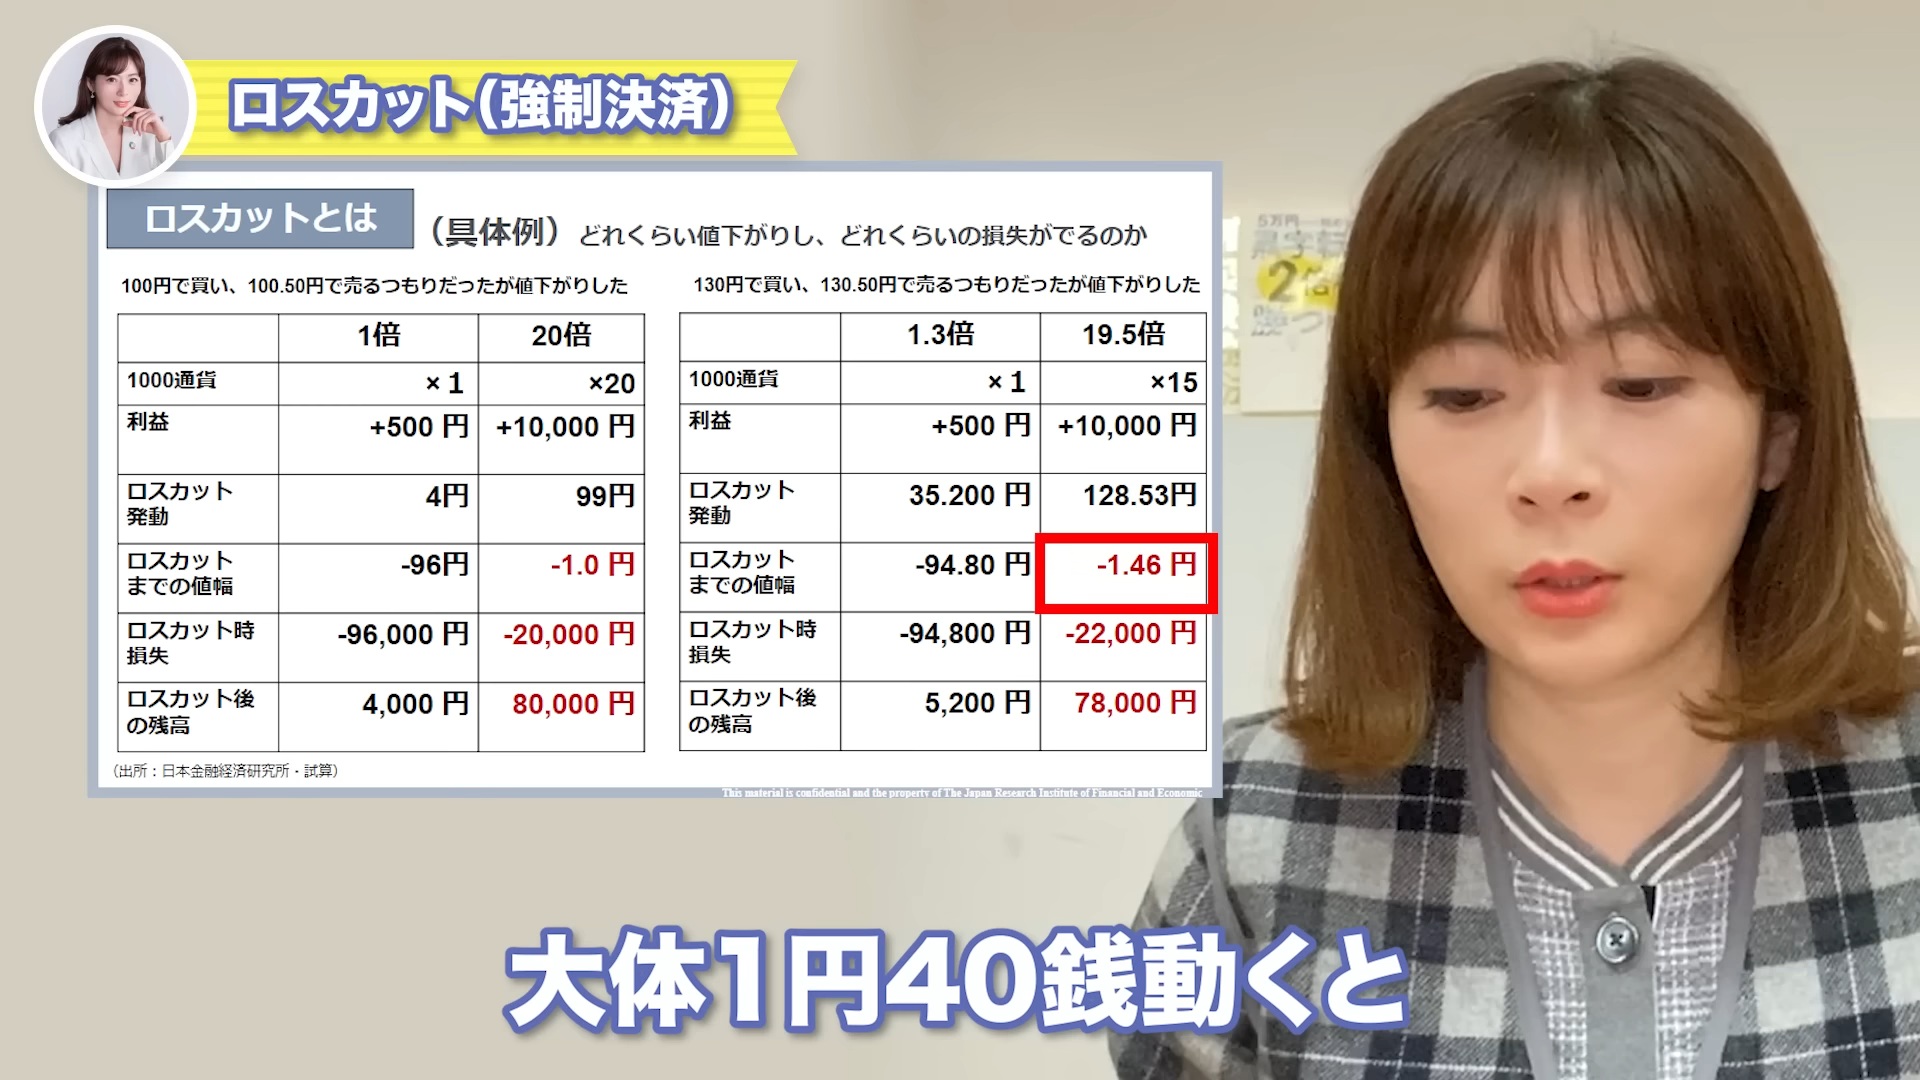 ロスカット(強制決済)
ロスカットとは
（具体例）どれくらい値下がりし、どれくらいの損失がでるのか
100円で買い、100.50円で売るつもりだったが値下がりした
1倍 20倍
1000通貨 ×1 ×20
利益 +500 円 +10,000 円
ロスカット
発動 4円 99円
ロスカット
までの値幅 -96円 -1.0 円
ロスカット時
損失 -96,000 円 -20,000 円
ロスカット後
の残高 4,000 円 80,000 円
130円で買い、130.50円で売るつもりだったが値下がりした
1.3倍 19.5倍
1000通貨 ×1 ×15
利益 +500 円 +10,000 円
ロスカット
発動 35.200 円 128.53円
ロスカット
までの値幅 -94.80 円 -1.46 円
ロスカット時
損失 -94,800 円 -22,000 円
ロスカット後
の残高 5,200 円 78,000 円
（出所：日本金融経済研究所・試算）
This material is confidential and the property of The Japan Research Institute of Financial and Economic
5万円
2倍
大体1円40銭動くと